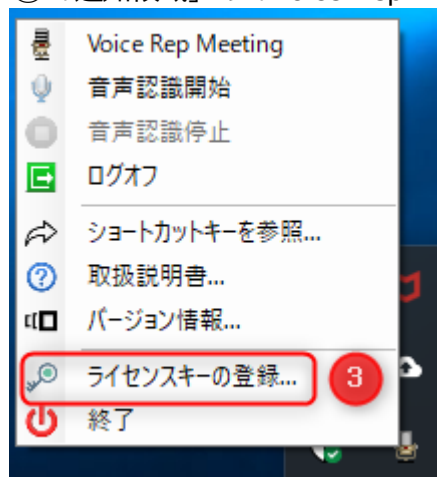 Voice Rep Meeting
音声認識開始
音声認識停止
ログオフ
ショートカットキーを参照...
取扱説明書...
バージョン情報...
ライセンスキーの登録...
3
終了